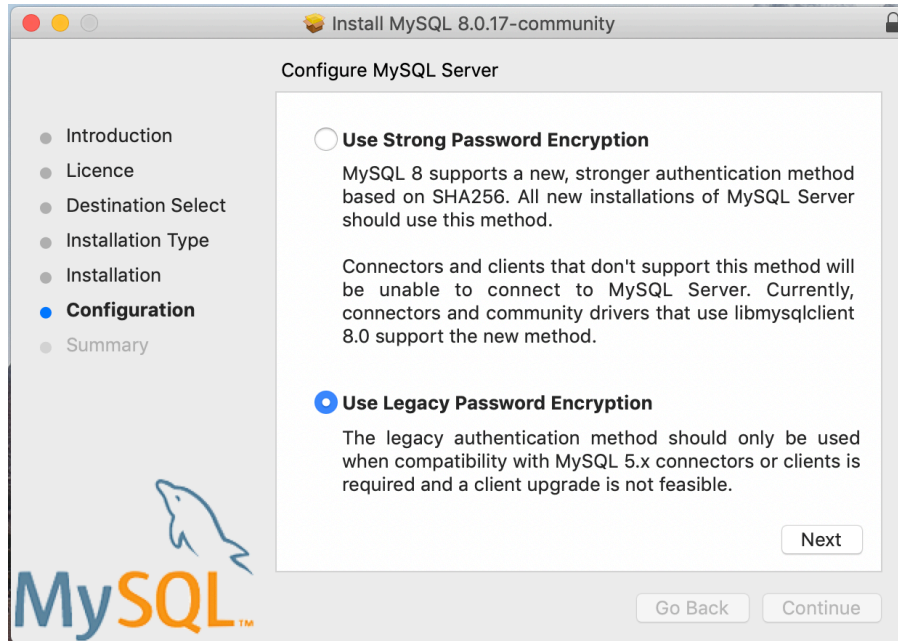 Install MySQL 8.0.17-community
Configure MySQL Server
Introduction
Licence
Destination Select
Installation Type
Installation
Configuration
Summary
Use Strong Password Encryption
MySQL 8 supports a new, stronger authentication method
based on SHA256. All new installations of MySQL Server
should use this method.
Connectors and clients that don't support this method will
be unable to connect to MySQL Server. Currently,
connectors and community drivers that use libmysqlclient
8.0 support the new method.
Use Legacy Password Encryption
The legacy authentication method should only be used
when compatibility with MySQL 5.x connectors or clients is
required and a client upgrade is not feasible.
Next
MySQL™
Go Back
Continue